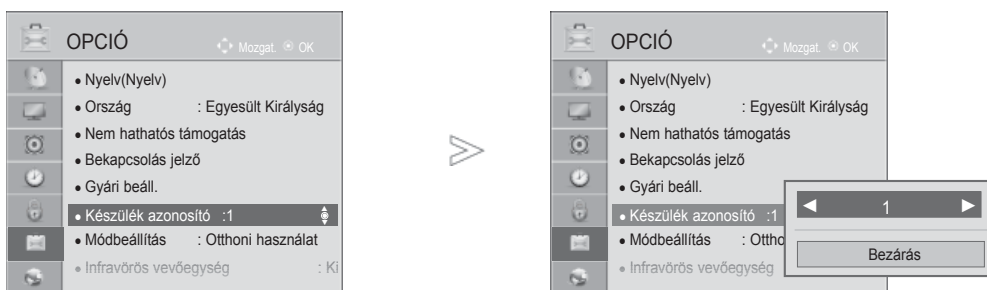 OPCIÓ
Mozgat. OK
• Nyelv(Nyelv)
• Ország : Egyesült Királyság
• Nem hathatós támogatás
• Bekapcsolás jelző
• Gyári beáll.
• Készülék azonosító :1
• Módbeállítás : Otthoni használat
• Infravörös vevőegység : Ki
OPCIÓ
Mozgat. OK
• Nyelv(Nyelv)
• Ország : Egyesült Királyság
• Nem hathatós támogatás
• Bekapcsolás jelző
• Gyári beáll.
• Készülék azonosító :1
• Módbeállítás : Ottho
• Infravörös vevőegység
◄ 1 ►
Bezárás